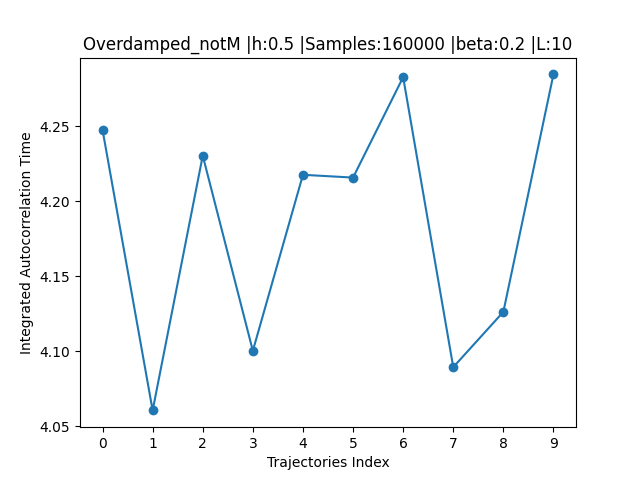 Overdamped_notM |h:0.5 |Samples:160000 |beta:0.2 |L:10
Integrated Autocorrelation Time
4.25
4.20
4.15
4.10
4.05
0 1 2 3 4 5 6 7 8 9
Trajectories Index